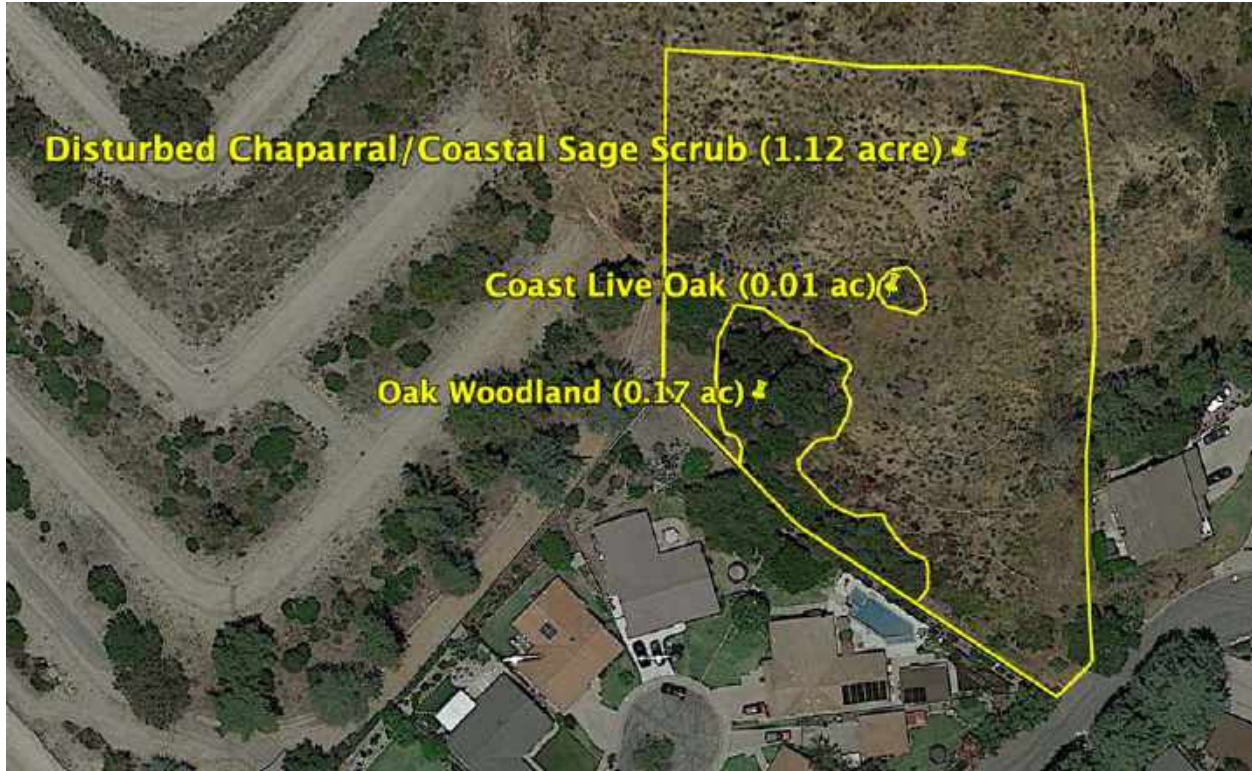 Disturbed Chaparral/Coastal Sage Scrub (1.12 acre)
Coast Live Oak (0.01 ac)
Oak Woodland (0.17 ac)